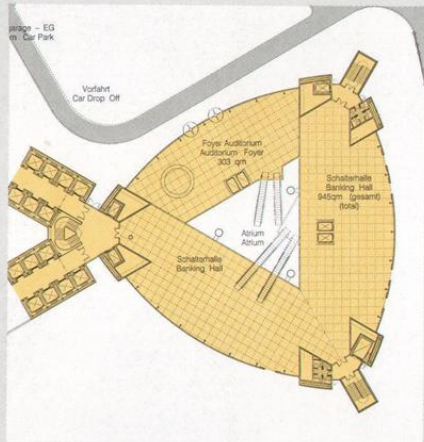 garage - EG
Car Park
Vorfahrt
Car Drop Off
Foyer Auditorium
Auditorium Foyer
303 qm
Schalterhalle
Banking Hall
945qm (gesamt)
(total)
Atrium
Atrium
Schalterhalle
Banking Hall